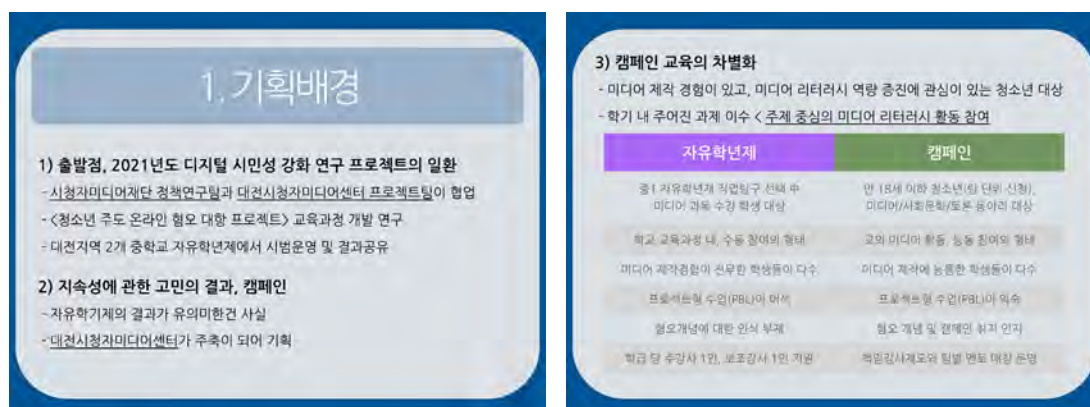 1. 기획배경
1) 출발점, 2021년도 디지털 시민성 강화 연구 프로젝트의 일환
- 시청자미디어재단 정책연구팀과 대전시청자미디어센터 프로젝트팀이 협업
- <청소년 주도 온라인 혐오 대항 프로젝트> 교육과정 개발 연구
- 대전지역 2개 중학교 자유학년제에서 시범운영 및 결과공유
2) 지속성에 관한 고민의 결과, 캠페인
- 자유학기제의 결과가 유의미한건 사실
- 대전시청자미디어센터가 주축이 되어 기획
3) 캠페인 교육의 차별화
- 미디어 제작 경험이 있고, 미디어 리터러시 역량 증진에 관심이 있는 청소년 대상
- 학기 내 주어진 과제 이수 < 주제 중심의 미디어 리터러시 활동 참여
자유학년제 캠페인
중1 자유학년제 직업탐구 선택 中 만 18세 이하 청소년(팀 단위 신청),
미디어 과목 수강 학생 대상 미디어/사회문화/토론 동아리 대상
학교 교육과정 내, 수동 참여의 형태 교외 미디어 활동, 능동 참여의 형태
미디어 제작경험이 전무한 학생들이 다수 미디어 제작에 능통한 학생들이 다수
프로젝트형 수업(PBL)이 어색 프로젝트형 수업(PBL)이 익숙
혐오개념에 대한 인식 부재 혐오 개념 및 캠페인 취지 인지
학급 당 주강사 1인, 보조강사 1인 지원 책임강사제도와 팀별 멘토 매칭 운영